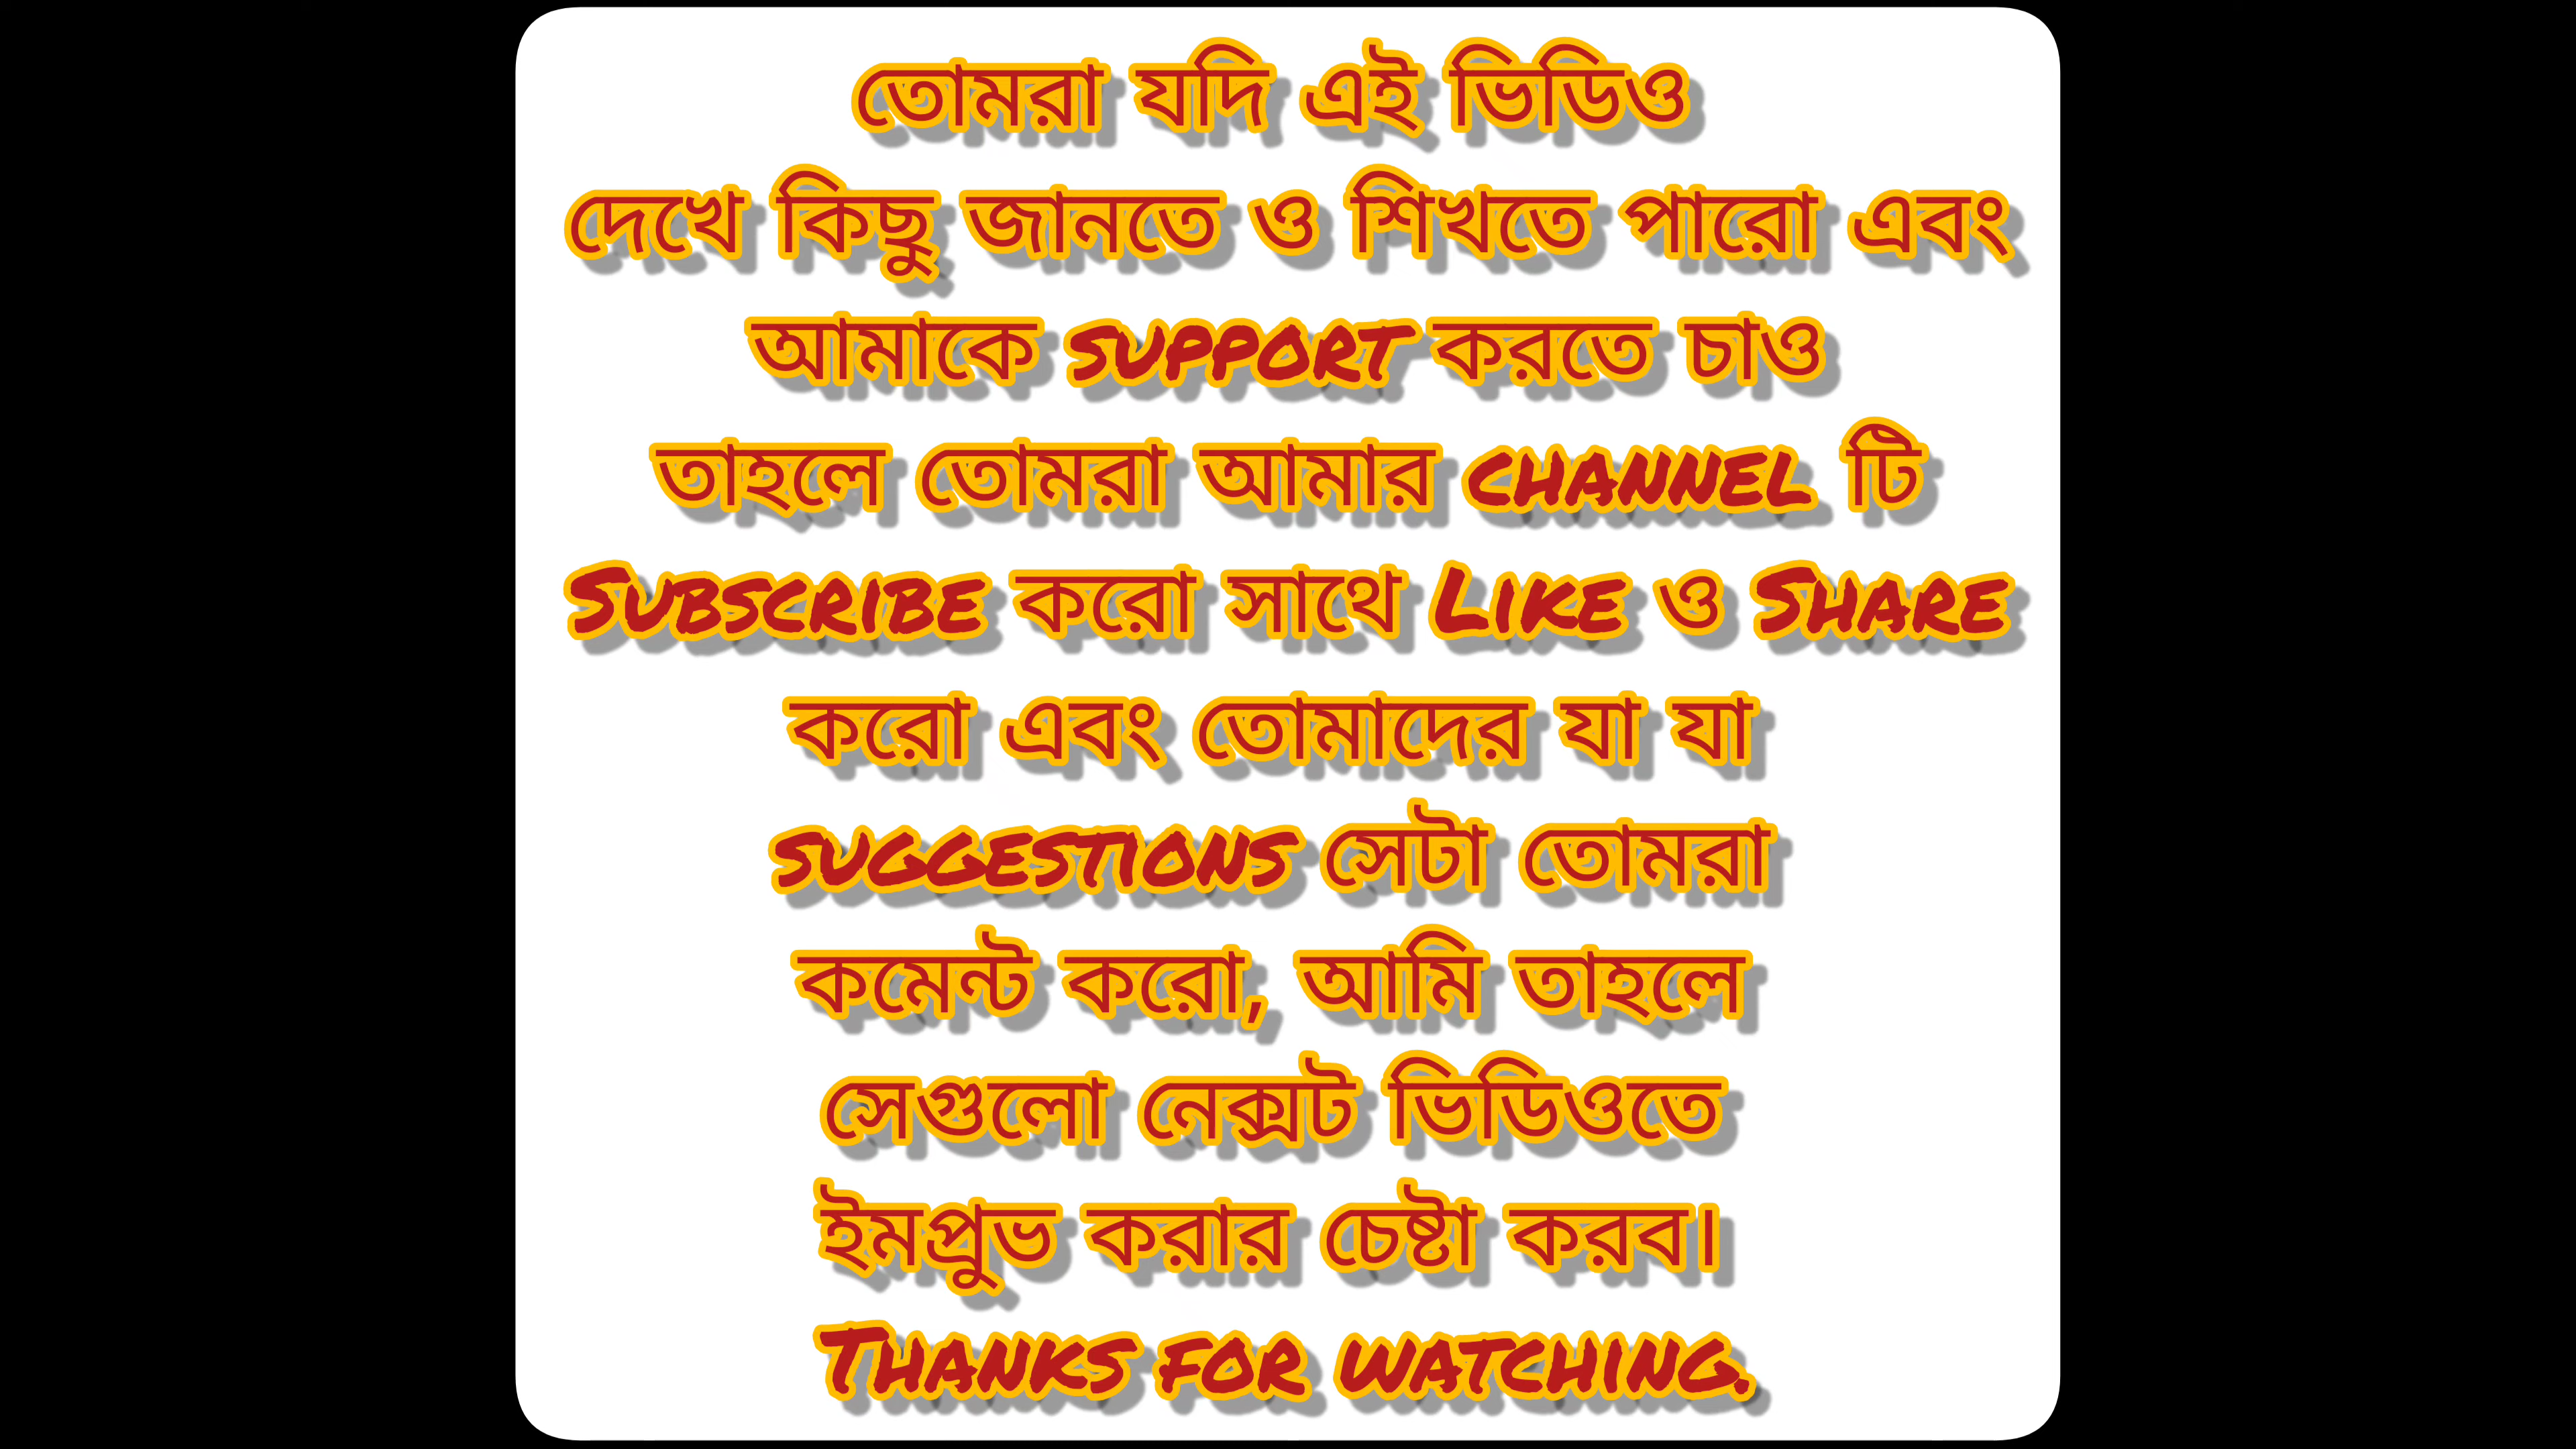 তোমরা যদি এই ভিডিও
দেখে কিছু জানতে ও শিখতে পারো এবং
আমাকে SUPPORT করতে চাও
তাহলে তোমরা আমার CHANNEL টি
SUBSCRIBE করো সাথে LIKE ও SHARE
করো এবং তোমাদের যা যা
SUGGESTIONS সেটা তোমরা
কমেন্ট করো, আমি তাহলে
সেগুলো নেক্সট ভিডিওতে
ইমপ্রুভ করার চেষ্টা করব।
THANKS FOR WATCHING.